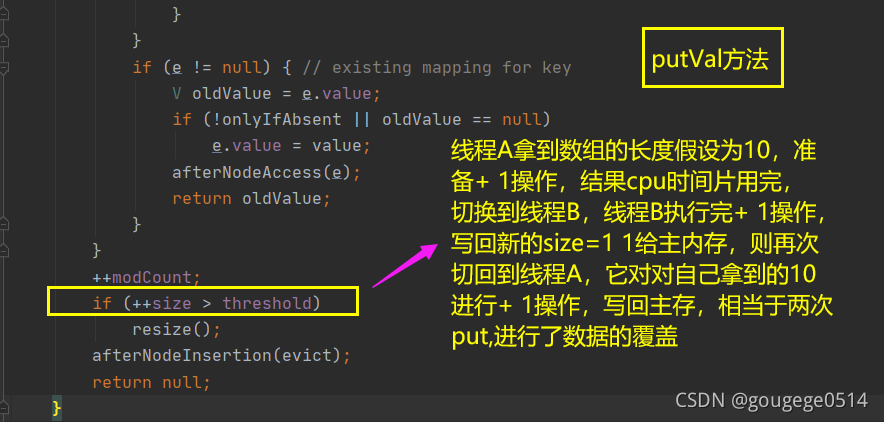 }
}
if (e != null) { // existing mapping for key
V oldValue = e.value;
if (!onlyIfAbsent || oldValue == null)
e.value = value;
afterNodeAccess(e);
return oldValue;
}
}
++modCount;
if (++size > threshold)
resize();
afterNodeInsertion(evict);
return null;
}
putVal方法
线程A拿到数组的长度假设为10，准
备+ 1操作，结果cpu时间片用完，
切换到线程B，线程B执行完+ 1操作，
写回新的size=1 1给主内存，则再次
切回到线程A，它对对自己拿到的10
进行+ 1操作，写回主存，相当于两次
put,进行了数据的覆盖
CSDN @gougege0514